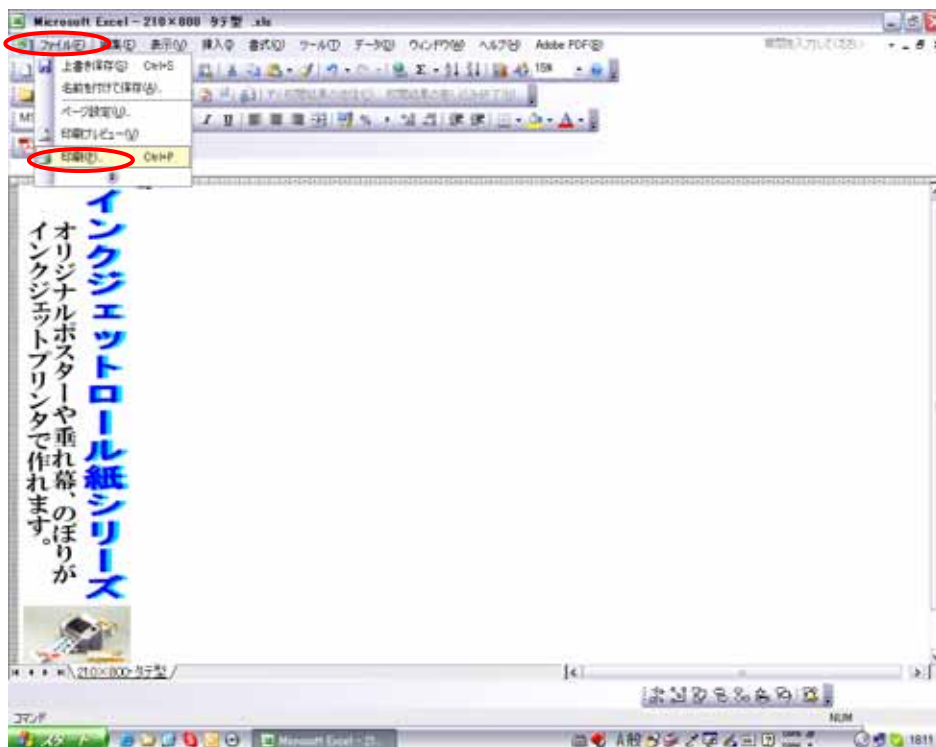 Microsoft Excel - 210×800 タテ型 .xls
ファイル(F) 編集(E) 表示(V) 挿入(I) 書式(O) ツール(T) データ(D) ウィンドウ(W) ヘルプ(H) Adobe PDF(B)
上書き保存(S) Ctrl+S
名前を付けて保存(A)...
ページ設定(U)...
印刷プレビュー(V)
印刷(P)... Ctrl+P
15%
インクジェットロール紙シリーズ
オリジナルポスターや垂れ幕、のぼりが
インクジェットプリンタで作れます。
210×800-タテ型
コマンド
NUM
スタート
Microsoft Excel - 21...
A般
18:11